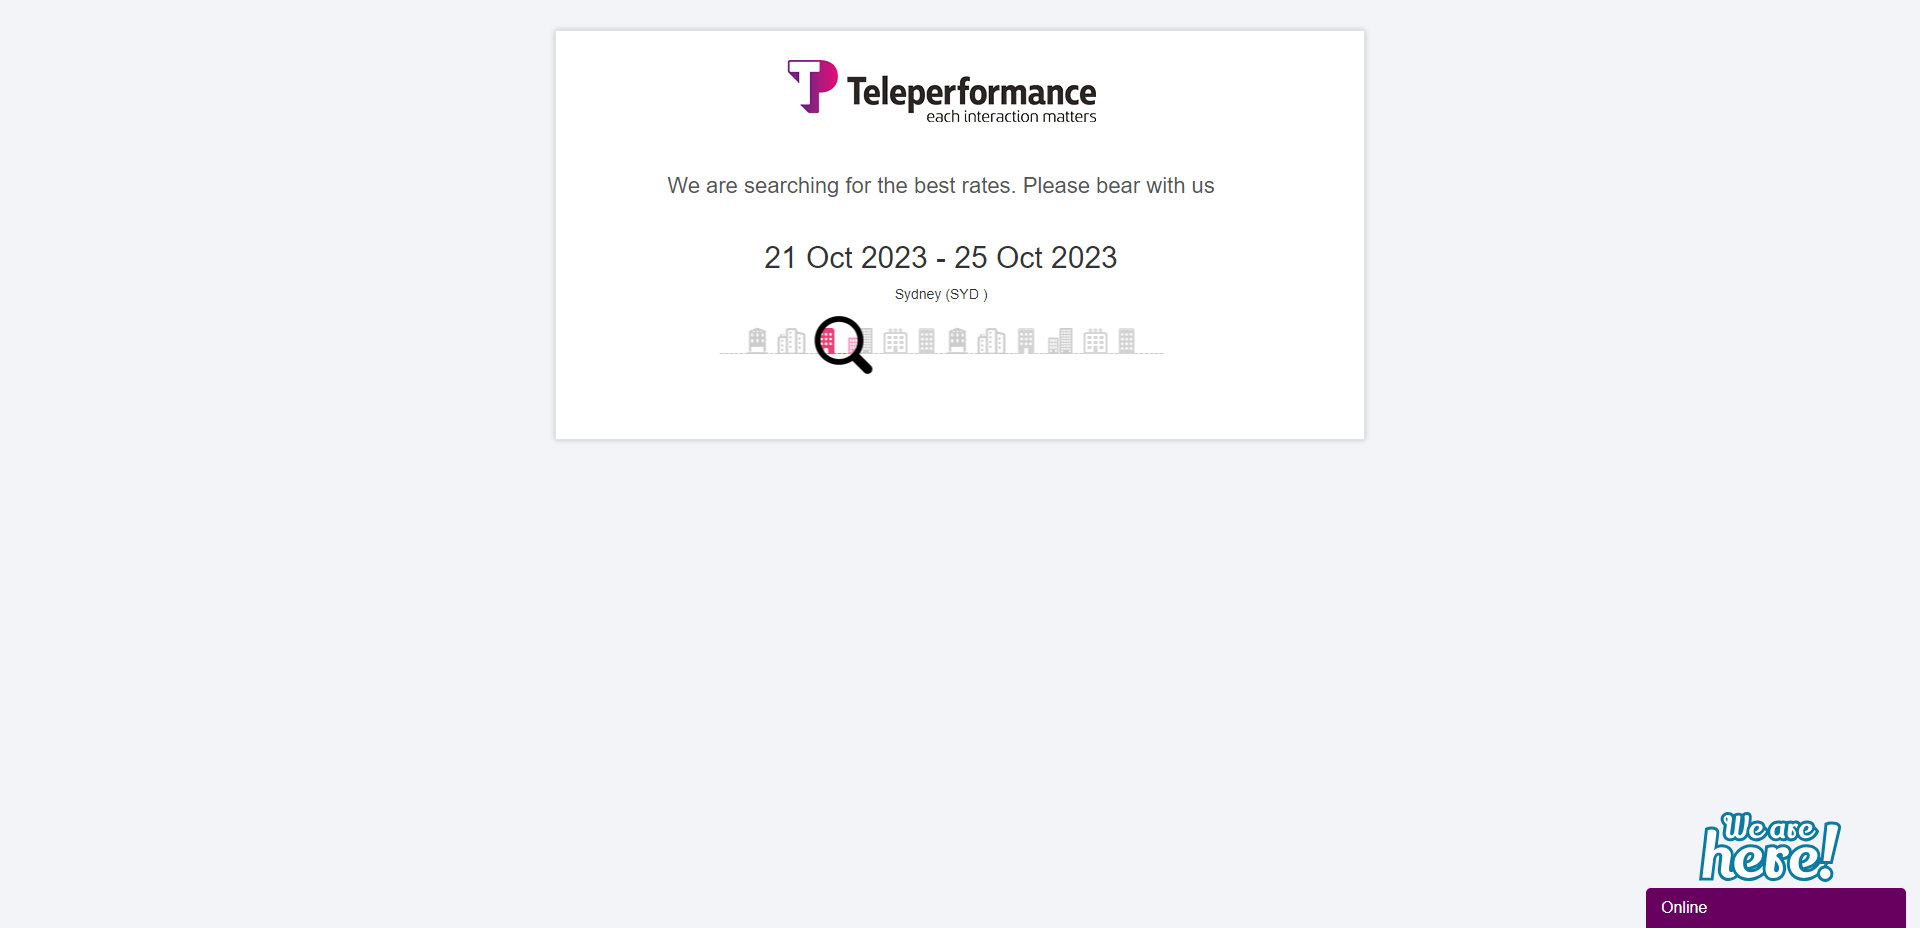 TP Teleperformance
each interaction matters
We are searching for the best rates. Please bear with us
21 Oct 2023 - 25 Oct 2023
Sydney (SYD )
We are
here!
Online